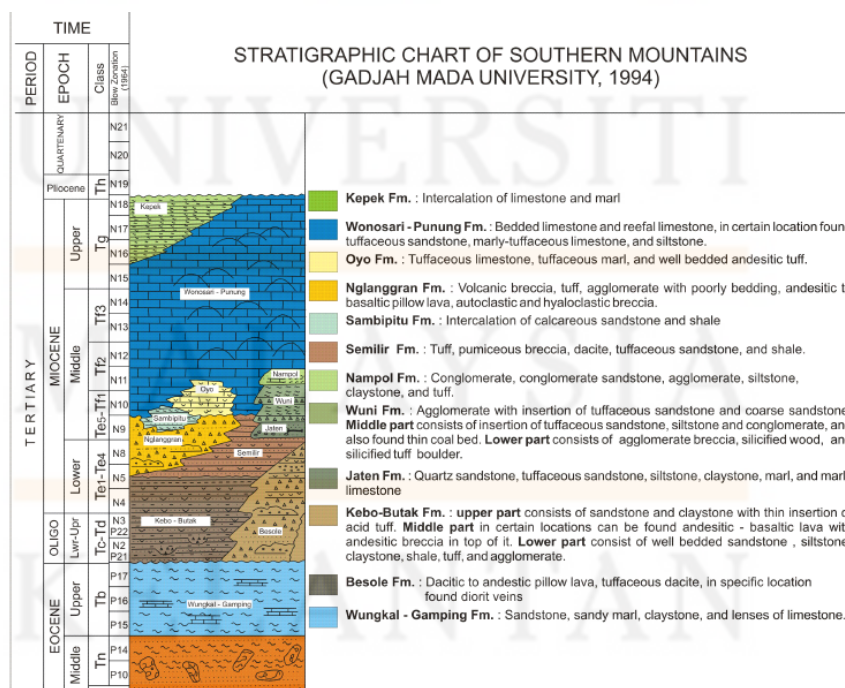 TIME
STRATIGRAPHIC CHART OF SOUTHERN MOUNTAINS
(GADJAH MADA UNIVERSITY, 1994)
PERIOD
EPOCH
Class
Blow Zonation
(1964)
UNIVERSITI
MALAYSIA
KELANTAN
TERTIARY
QUARTENARY
Pliocene
MIOCENE
Upper
Middle
Lower
OLIGO
Lwr-Upr
EOCENE
Upper
Middle
Th
Tg
Tf3
Tf2
Te5-Tf1
Te1-Te4
Tc-Td
Tb
Tn
N21
N20
N19
N18
N17
N16
N15
N14
N13
N12
N11
N10
N9
N8
N5
N4
N3
P22
N2
P21
P17
P16
P15
P14
P10
Kepek
Wonosari - Punung
Nampol
Oyo
Wuni
Sambipitu
Jaten
Nglanggran
Semilir
Kebo - Butak
Besole
Wungkal - Gamping
Kepek Fm. : Intercalation of limestone and marl
Wonosari - Punung Fm. : Bedded limestone and reefal limestone, in certain location foun
tuffaceous sandstone, marly-tuffaceous limestone, and siltstone.
Oyo Fm. : Tuffaceous limestone, tuffaceous marl, and well bedded andesitic tuff.
Nglanggran Fm. : Volcanic breccia, tuff, agglomerate with poorly bedding, andesitic t
basaltic pillow lava, autoclastic and hyaloclastic breccia.
Sambipitu Fm. : Intercalation of calcareous sandstone and shale
Semilir Fm. : Tuff, pumiceous breccia, dacite, tuffaceous sandstone, and shale.
Nampol Fm. : Conglomerate, conglomerate sandstone, agglomerate, siltstone,
claystone, and tuff.
Wuni Fm. : Agglomerate with insertion of tuffaceous sandstone and coarse sandstone
Middle part consists of insertion of tuffaceous sandstone, siltstone and conglomerate, an
also found thin coal bed. Lower part consists of agglomerate breccia, silicified wood, an
silicified tuff boulder.
Jaten Fm. : Quartz sandstone, tuffaceous sandstone, siltstone, claystone, marl, and marl
limestone
Kebo-Butak Fm. : upper part consists of sandstone and claystone with thin insertion o
acid tuff. Middle part in certain locations can be found andesitic - basaltic lava wit
andesitic breccia in top of it. Lower part consist of well bedded sandstone , siltstone
claystone, shale, tuff, and agglomerate.
Besole Fm. : Dacitic to andestic pillow lava, tuffaceous dacite, in specific location
found diorit veins
Wungkal - Gamping Fm. : Sandstone, sandy marl, claystone, and lenses of limestone.